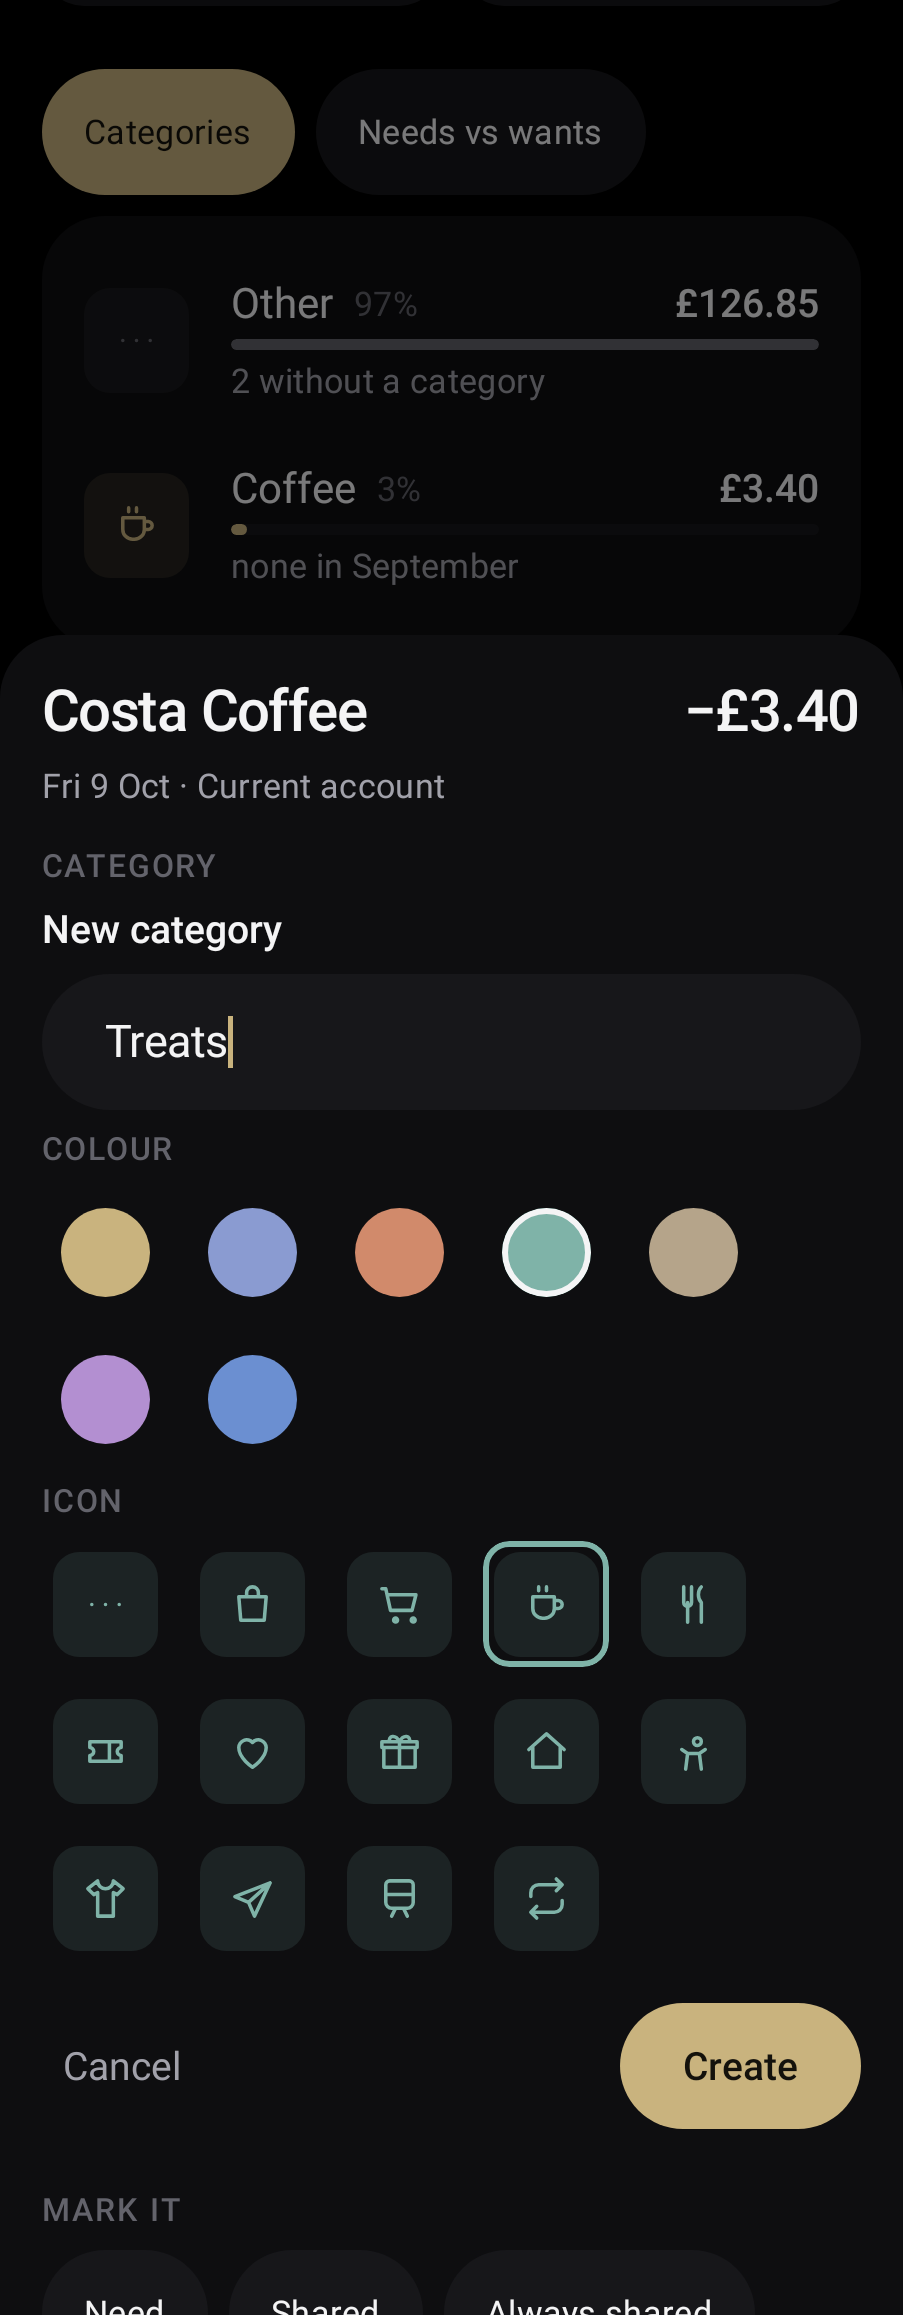 Categories
Needs vs wants
Other 97% £126.85
2 without a category
Coffee 3% £3.40
none in September
Costa Coffee −£3.40
Fri 9 Oct · Current account
CATEGORY
New category
Treats
COLOUR
ICON
Cancel
Create
MARK IT
Need
Shared
Always shared